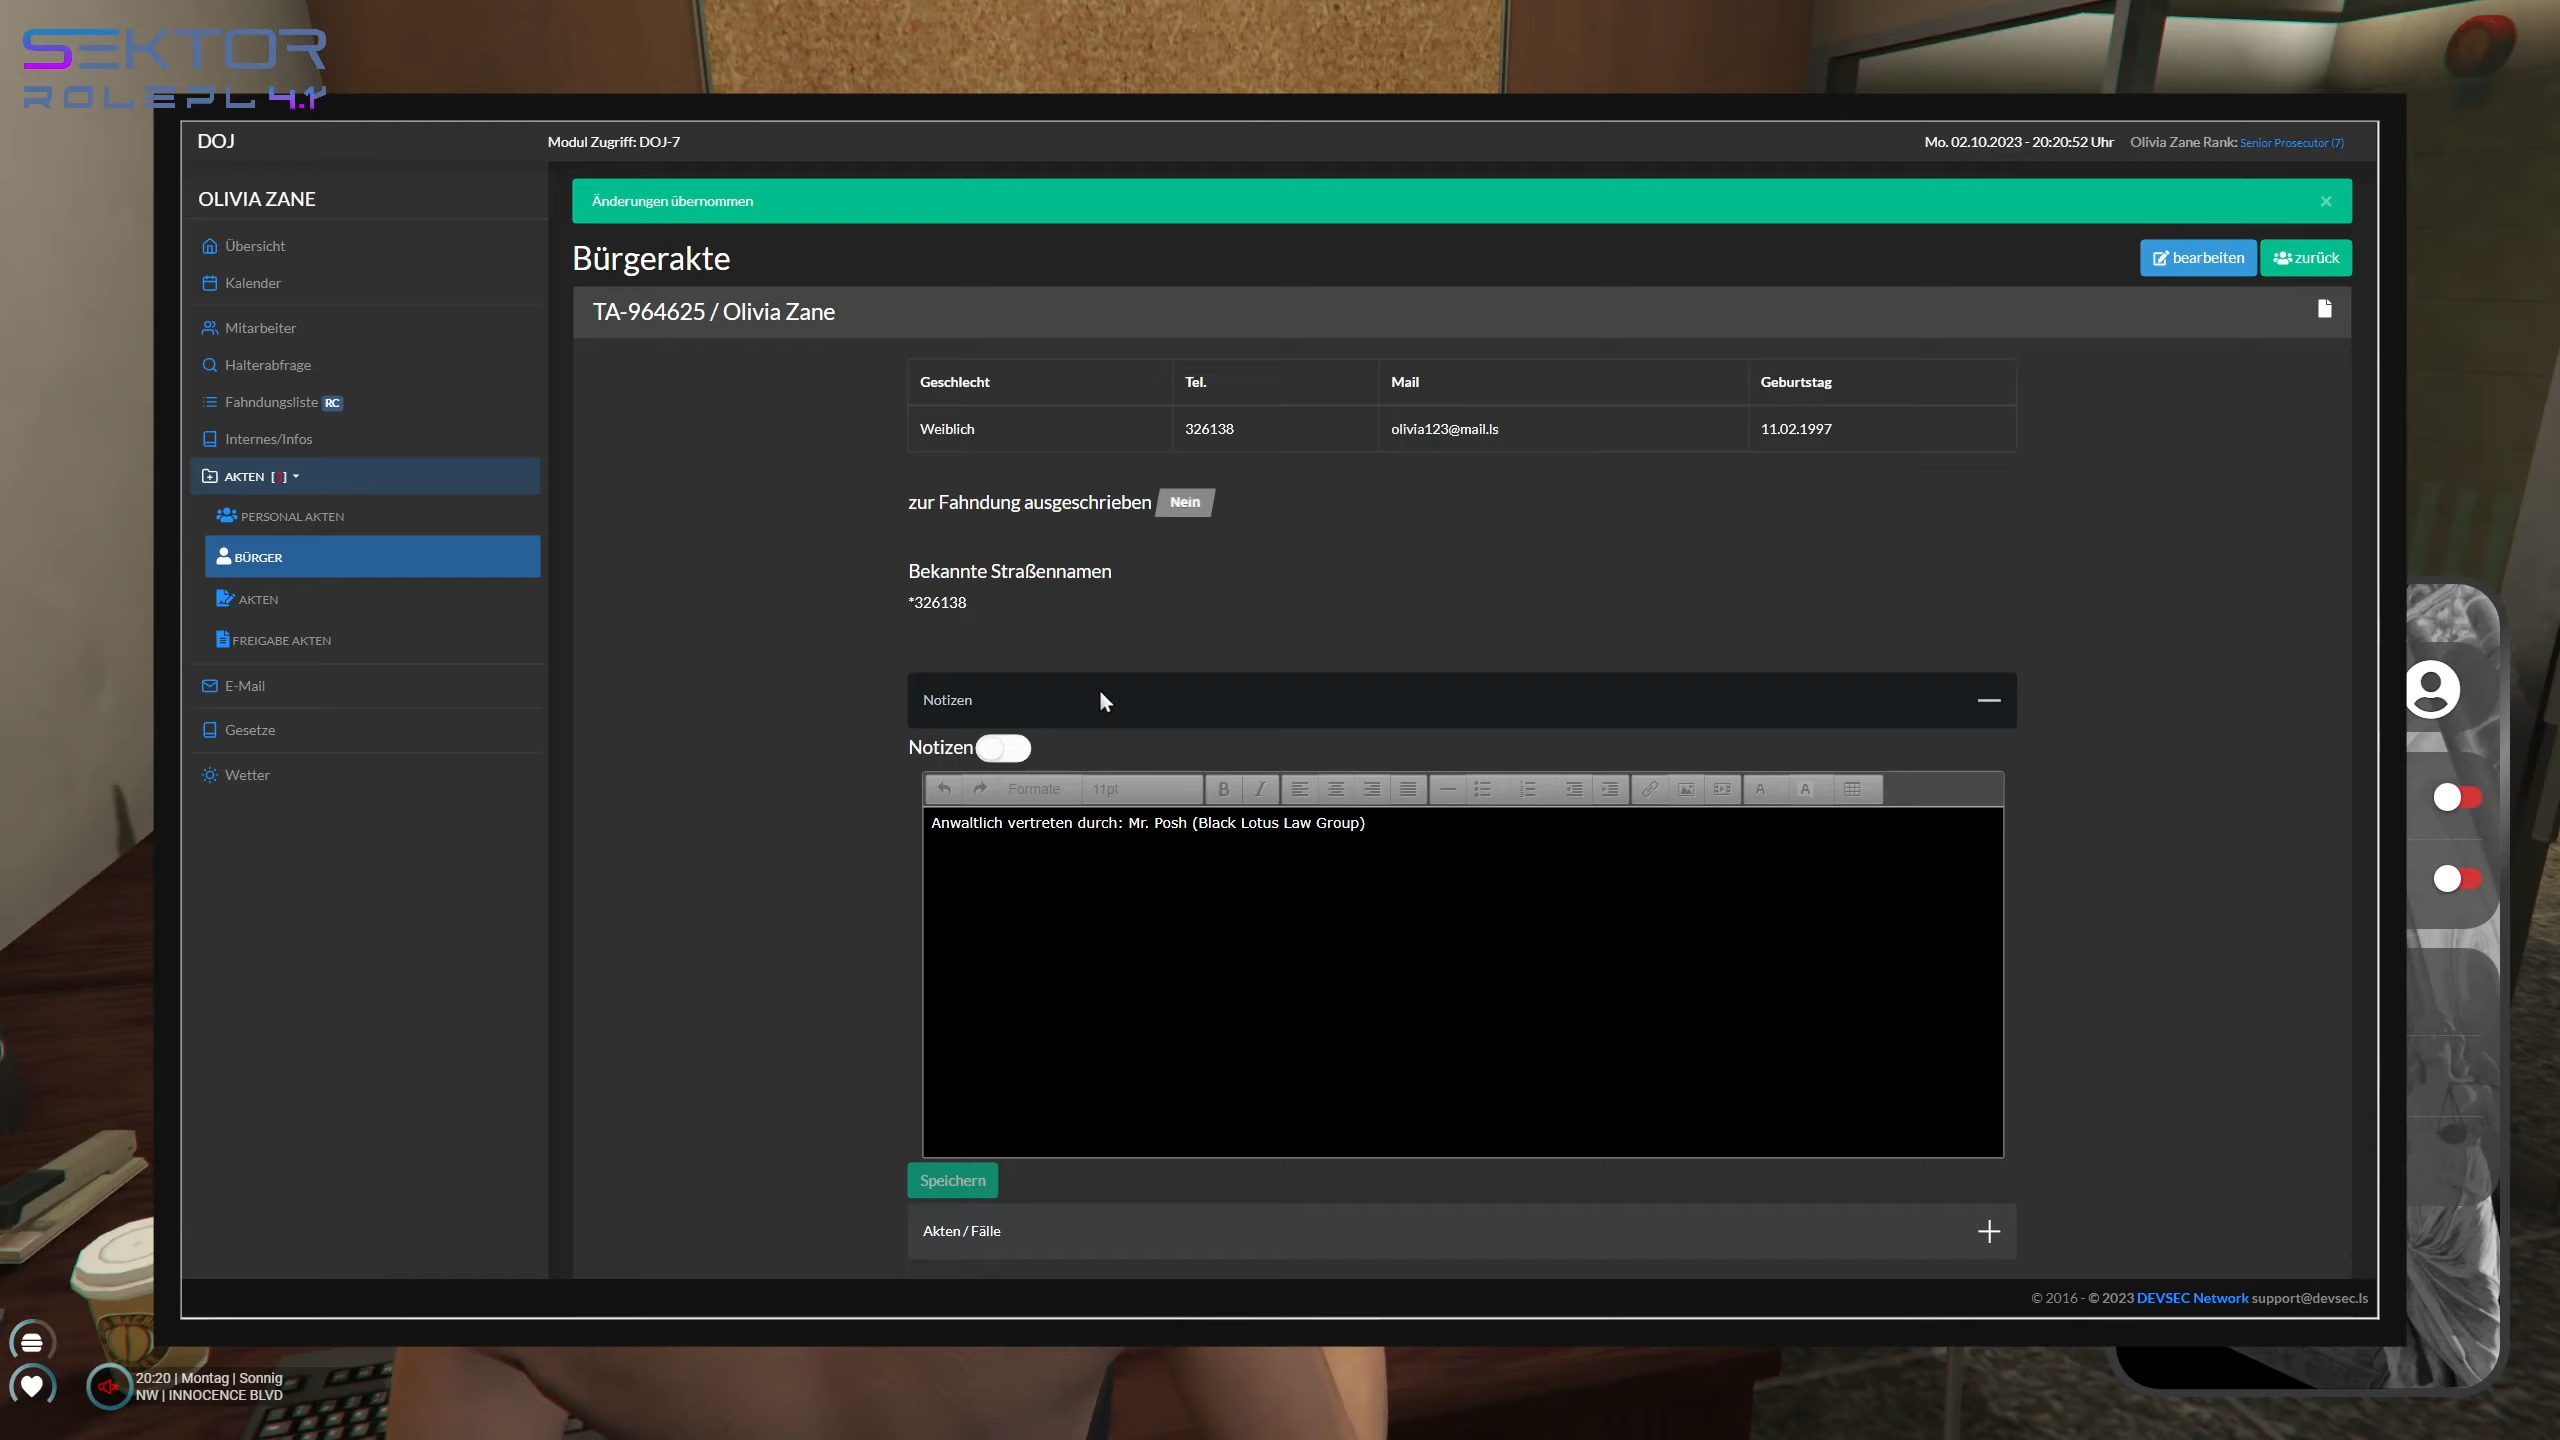 SEKTOR
ROLEPL4.Y
DOJ
Modul Zugriff: DOJ-7
Mo. 02.10.2023 - 20:20:52 Uhr
Olivia Zane Rank: Senior Prosecutor (7)
OLIVIA ZANE
Übersicht
Kalender
Mitarbeiter
Halterabfrage
Fahndungsliste RC
Internes/Infos
AKTEN []
PERSONAL AKTEN
BÜRGER
AKTEN
FREIGABE AKTEN
E-Mail
Gesetze
Wetter
Änderungen übernommen
×
Bürgerakte
bearbeiten
zurück
TA-964625 / Olivia Zane
Geschlecht Tel. Mail Geburtstag
Weiblich 326138 olivia123@mail.ls 11.02.1997
zur Fahndung ausgeschrieben Nein
Bekannte Straßennamen
*326138
Notizen
Notizen
Formate 11pt B I A A
Anwaltlich vertreten durch: Mr. Posh (Black Lotus Law Group)
Speichern
Akten / Fälle
© 2016 - © 2023 DEVSEC Network support@devsec.ls
20:20 | Montag | Sonnig
NW | INNOCENCE BLVD